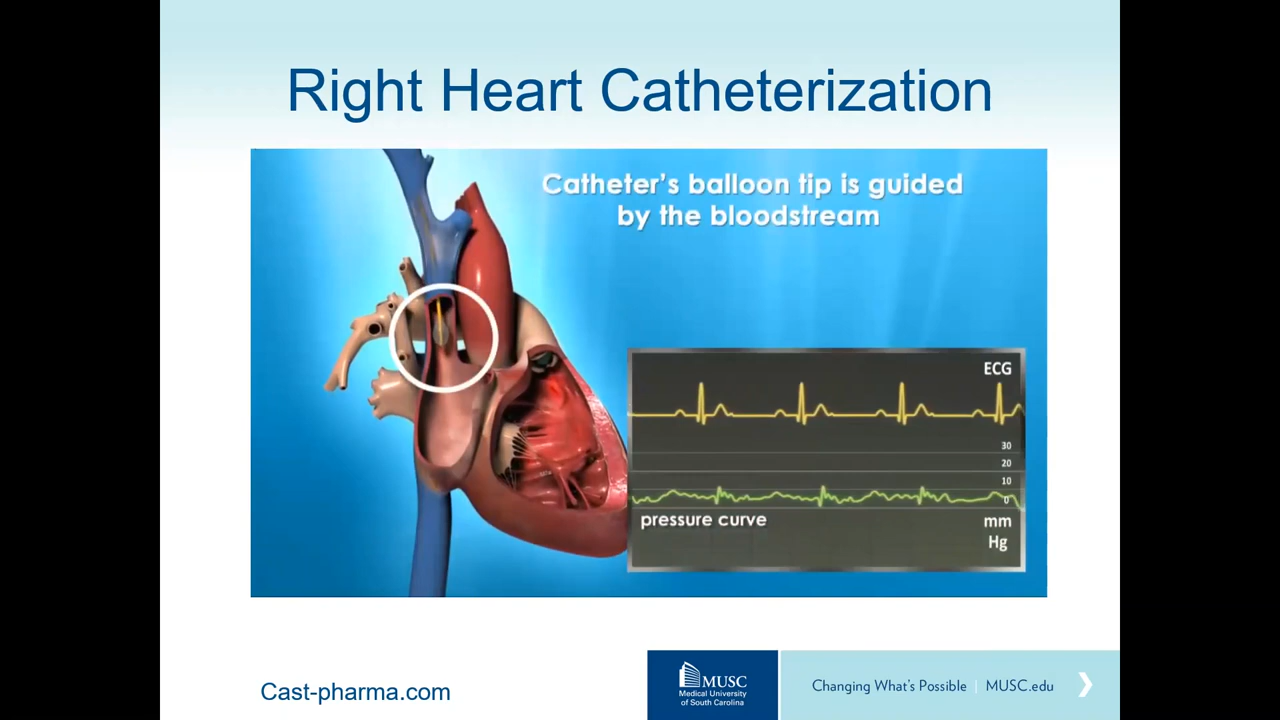 Right Heart Catheterization
Catheter's balloon tip is guided
by the bloodstream
ECG
30
20
10
0
pressure curve
mm
Hg
Cast-pharma.com
MUSC
Medical University
of South Carolina
Changing What's Possible | MUSC.edu